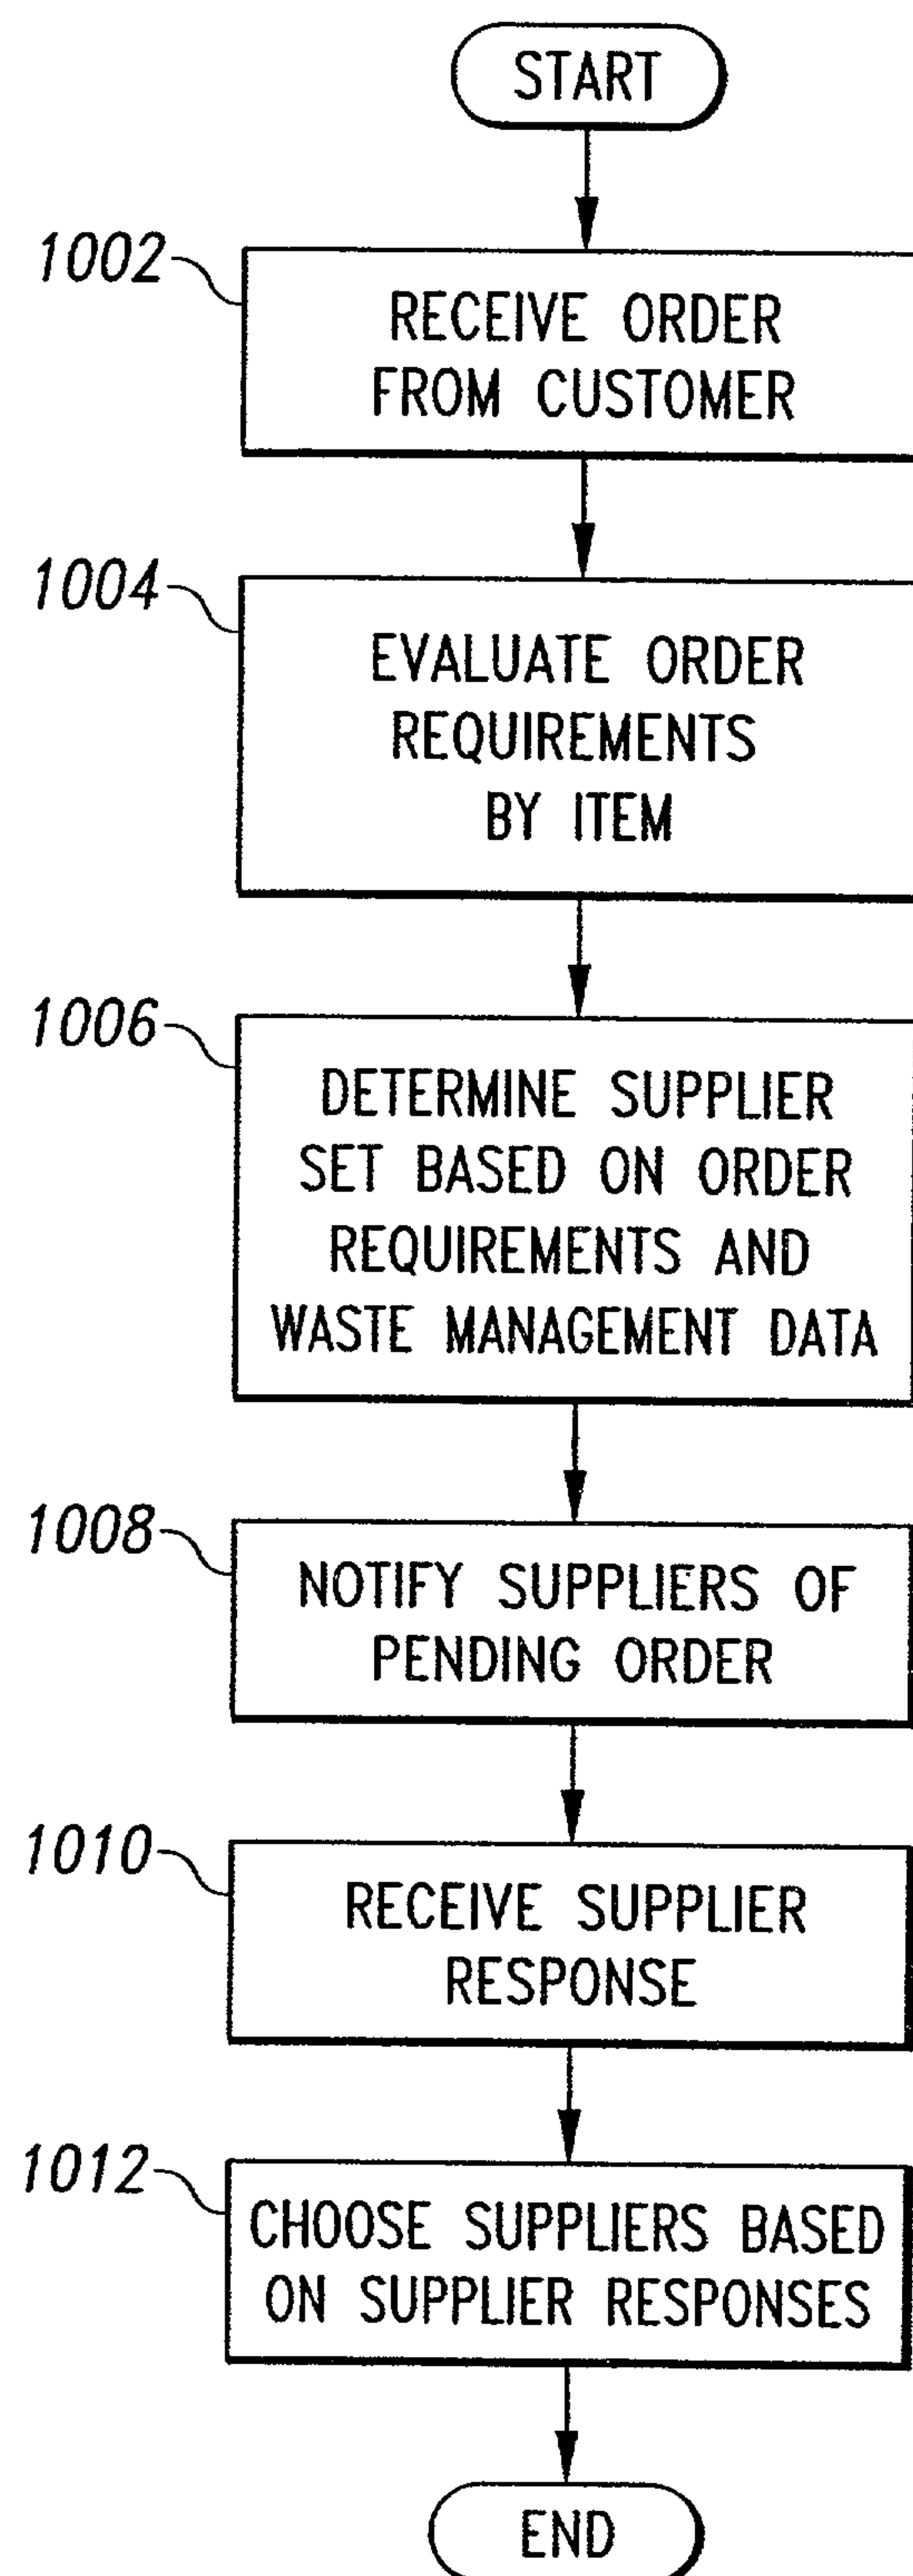 START
1002
RECEIVE ORDER
FROM CUSTOMER
1004
EVALUATE ORDER
REQUIREMENTS
BY ITEM
1006
DETERMINE SUPPLIER
SET BASED ON ORDER
REQUIREMENTS AND
WASTE MANAGEMENT DATA
1008
NOTIFY SUPPLIERS OF
PENDING ORDER
1010
RECEIVE SUPPLIER
RESPONSE
1012
CHOOSE SUPPLIERS BASED
ON SUPPLIER RESPONSES
END